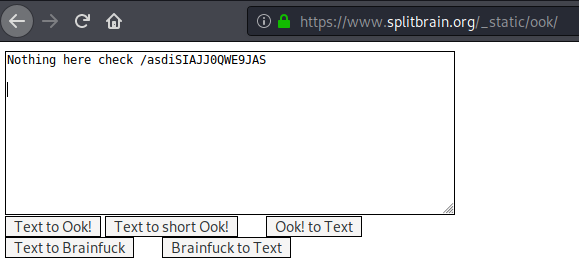 https://www.splitbrain.org/_static/ook/
Nothing here check /asdiSIAJJ0QWE9JAS
Text to Ook! Text to short Ook! Ook! to Text
Text to Brainfuck Brainfuck to Text